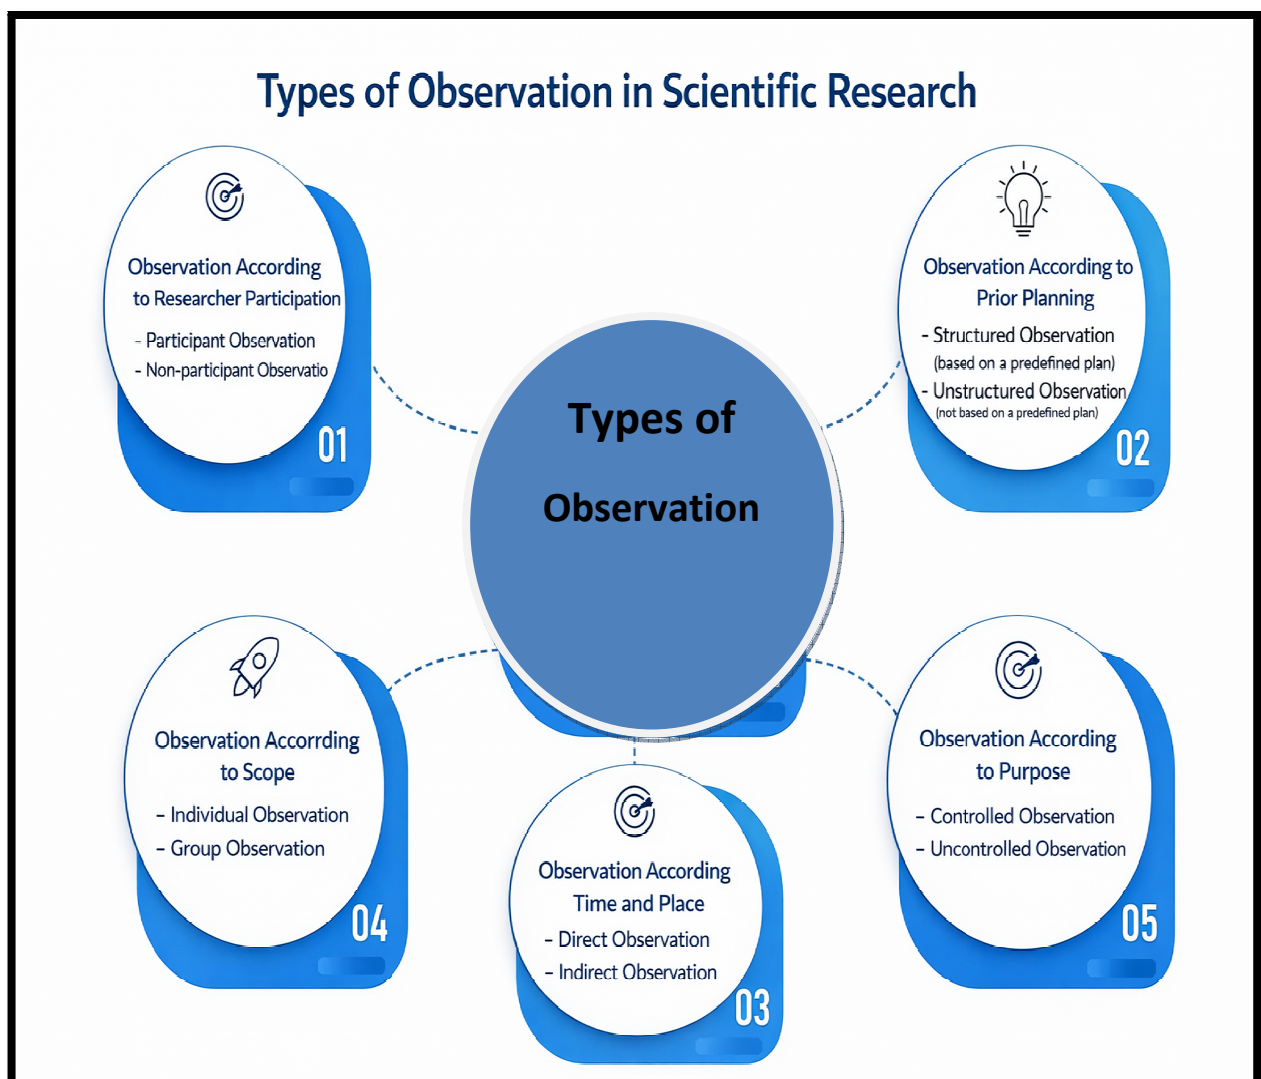 Types of Observation in Scientific Research
Observation According
to Researcher Participation
- Participant Observation
- Non-participant Observatio
01
Observation According to
Prior Planning
- Structured Observation
(based on a predefined plan)
- Unstructured Observation
(not based on a predefined plan)
02
Types of
Observation
Observation Accorrding
to Scope
- Individual Observation
- Group Observation
04
Observation According
Time and Place
- Direct Observation
- Indirect Observation
03
Observation According
to Purpose
- Controlled Observation
- Uncontrolled Observation
05